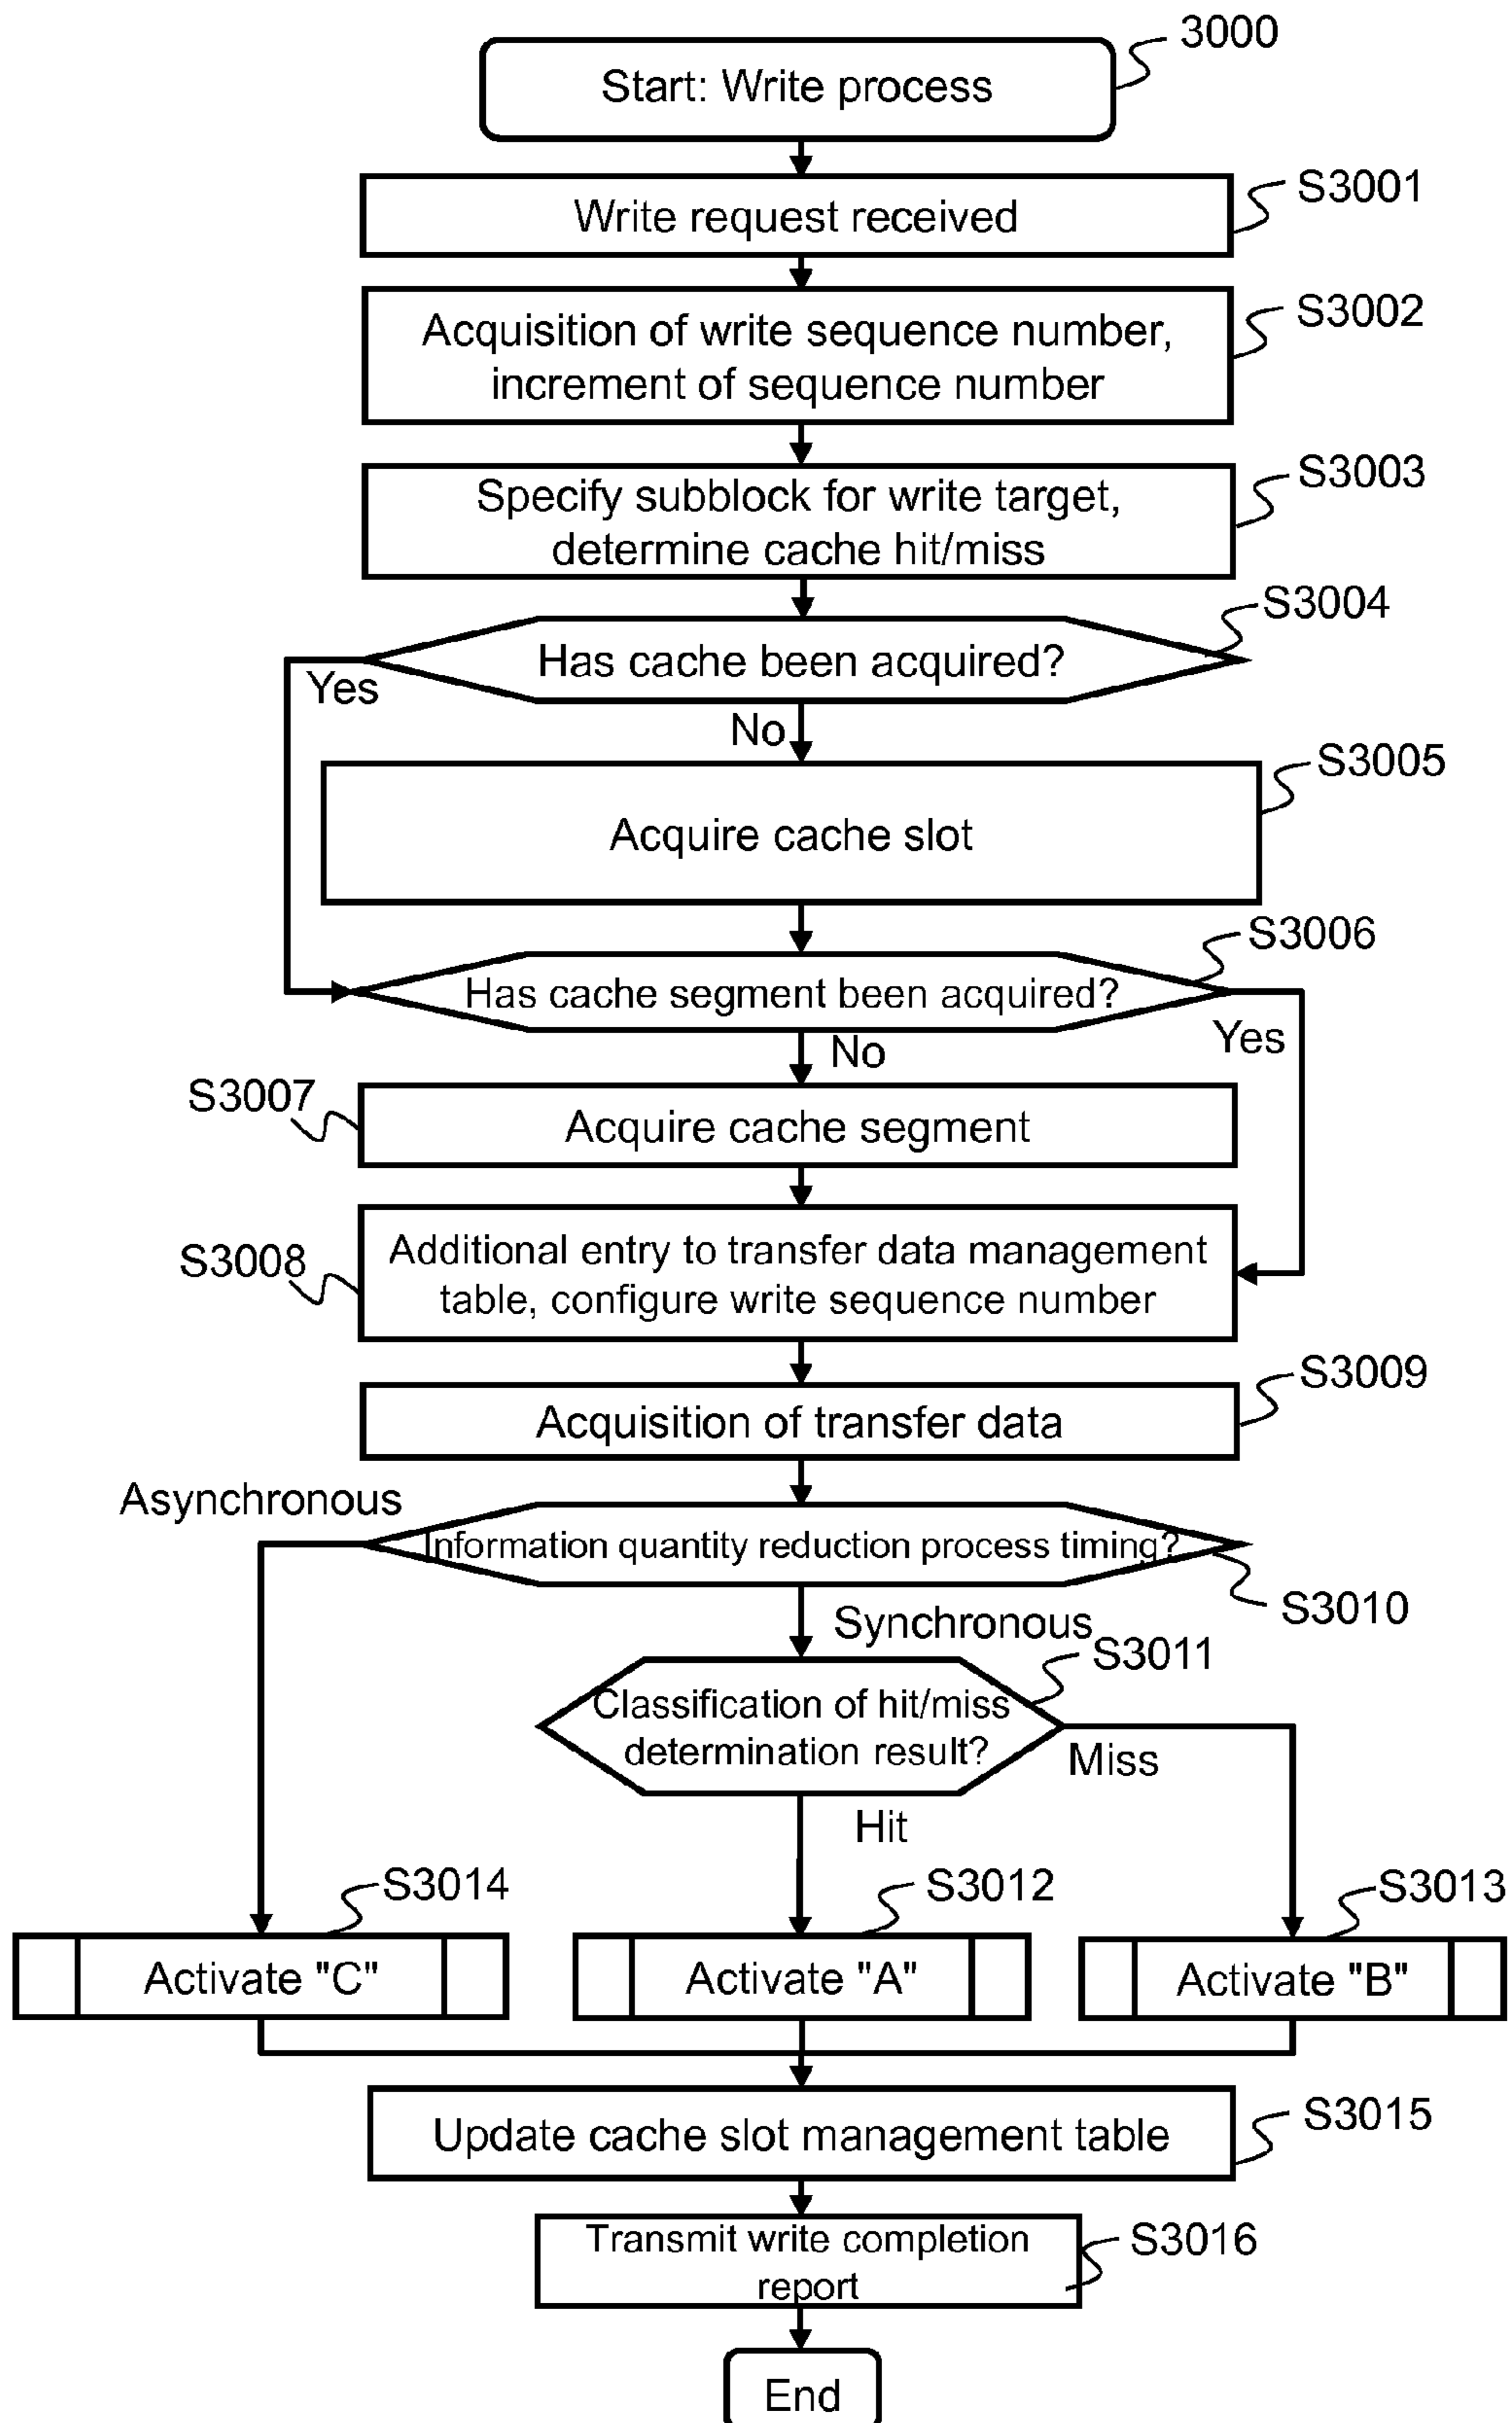 3000
Start: Write process
S3001
Write request received
S3002
Acquisition of write sequence number,
increment of sequence number
S3003
Specify subblock for write target,
determine cache hit/miss
S3004
Has cache been acquired?
Yes
No
S3005
Acquire cache slot
S3006
Has cache segment been acquired?
Yes
No
S3007
Acquire cache segment
S3008
Additional entry to transfer data management
table, configure write sequence number
S3009
Acquisition of transfer data
Asynchronous
Information quantity reduction process timing?
S3010
Synchronous
S3011
Classification of hit/miss
determination result?
Miss
Hit
S3014
S3012
S3013
Activate "C"
Activate "A"
Activate "B"
S3015
Update cache slot management table
S3016
Transmit write completion
report
End